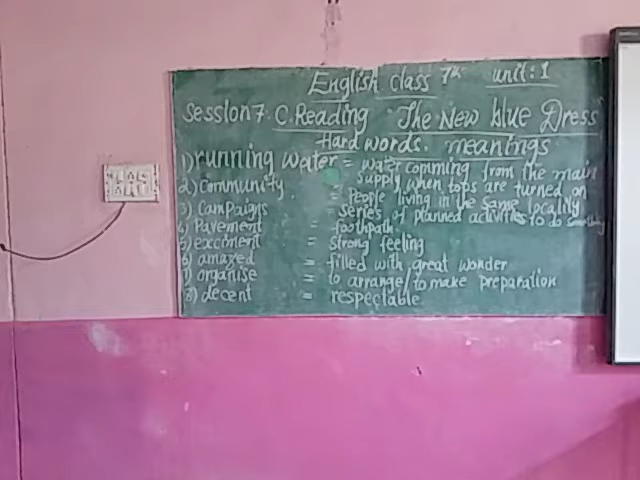 English class 7th unit: 1
Session 7. C. Reading "The New blue Dress
Hard words. meanings
1) running water = water comming from the main
supply when tops are turned on
2) Community = People living in the same locality
3) Campaigns = series of planned activities to do something
4) Pavement = footpath.
5) excciment = strong feeling
6) amazed = filled with great wonder
7) organise = to arrange/to make preparation
8) decent = respectable